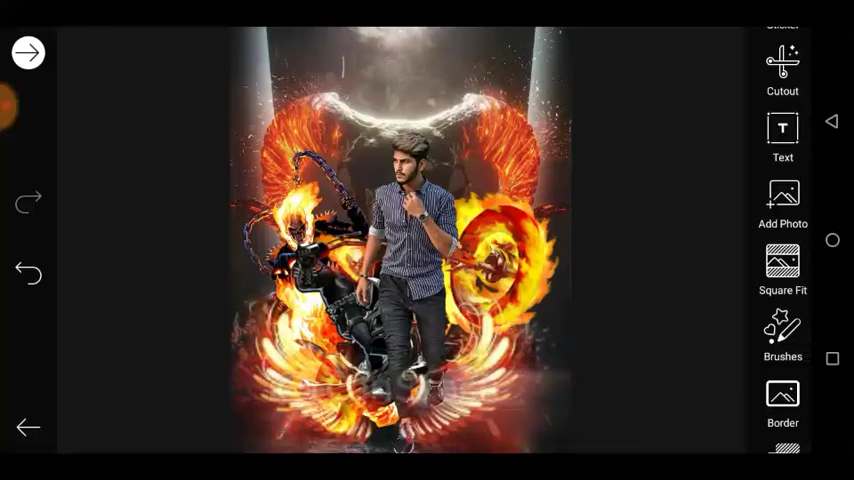 Cutout
Text
Add Photo
Square Fit
Brushes
Border